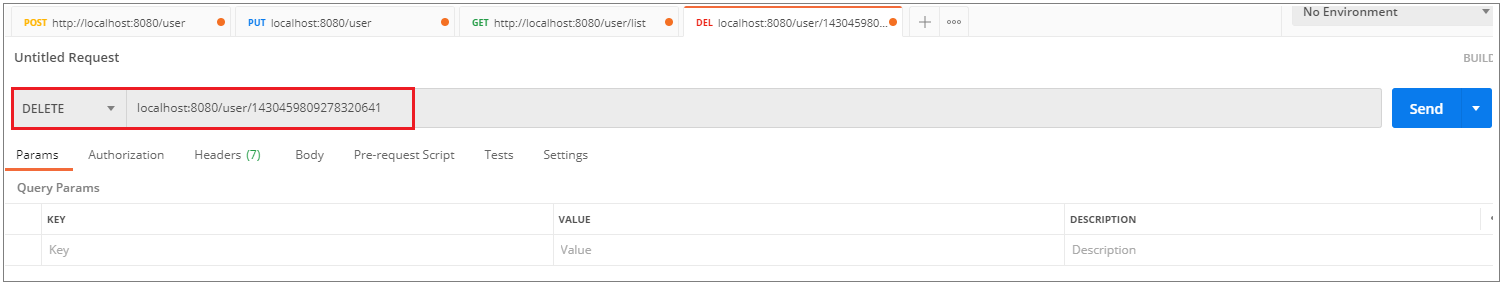 POST http://localhost:8080/user PUT localhost:8080/user GET http://localhost:8080/user/list DEL localhost:8080/user/143045980... No Environment
Untitled Request BUILD
DELETE localhost:8080/user/1430459809278320641 Send
Params Authorization Headers (7) Body Pre-request Script Tests Settings
Query Params
KEY VALUE DESCRIPTION
Key Value Description